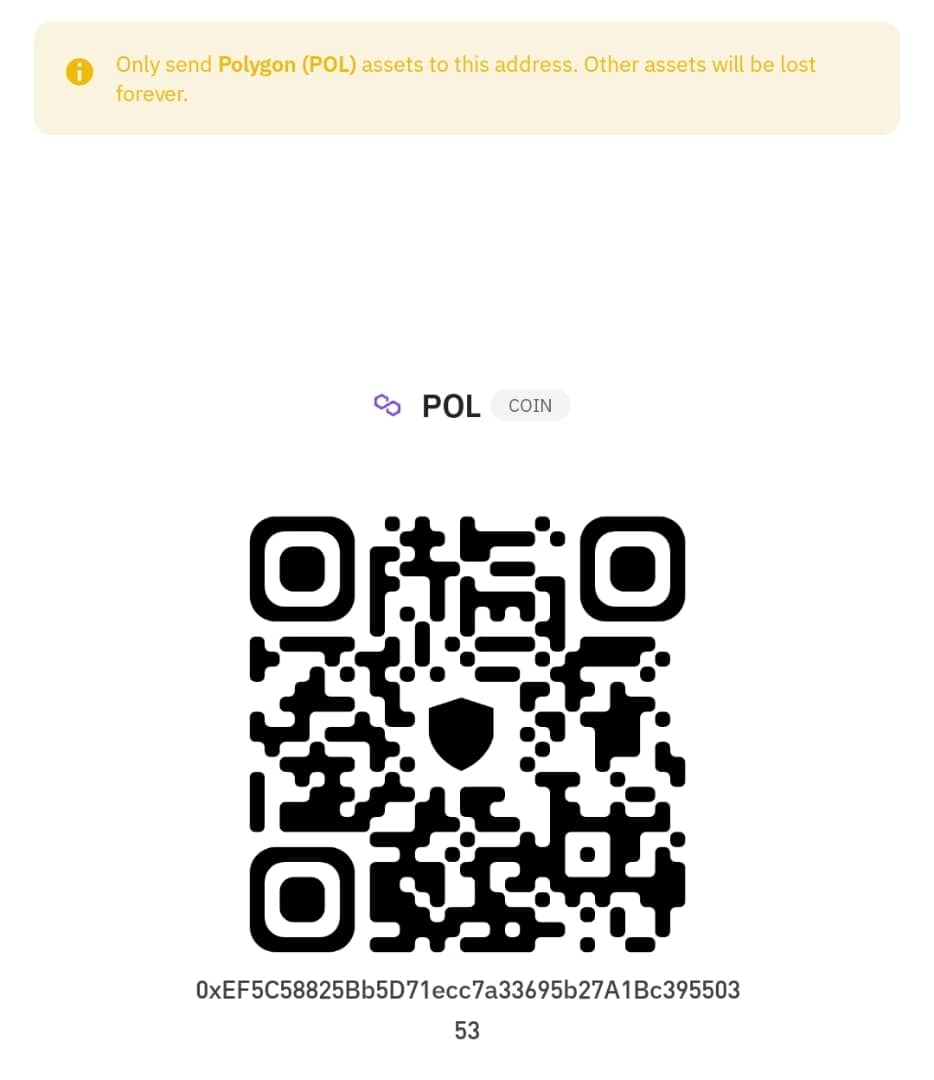 Only send Polygon (POL) assets to this address. Other assets will be lost
forever.
POL COIN
0xEF5C58825Bb5D71ecc7a33695b27A1Bc395503
53